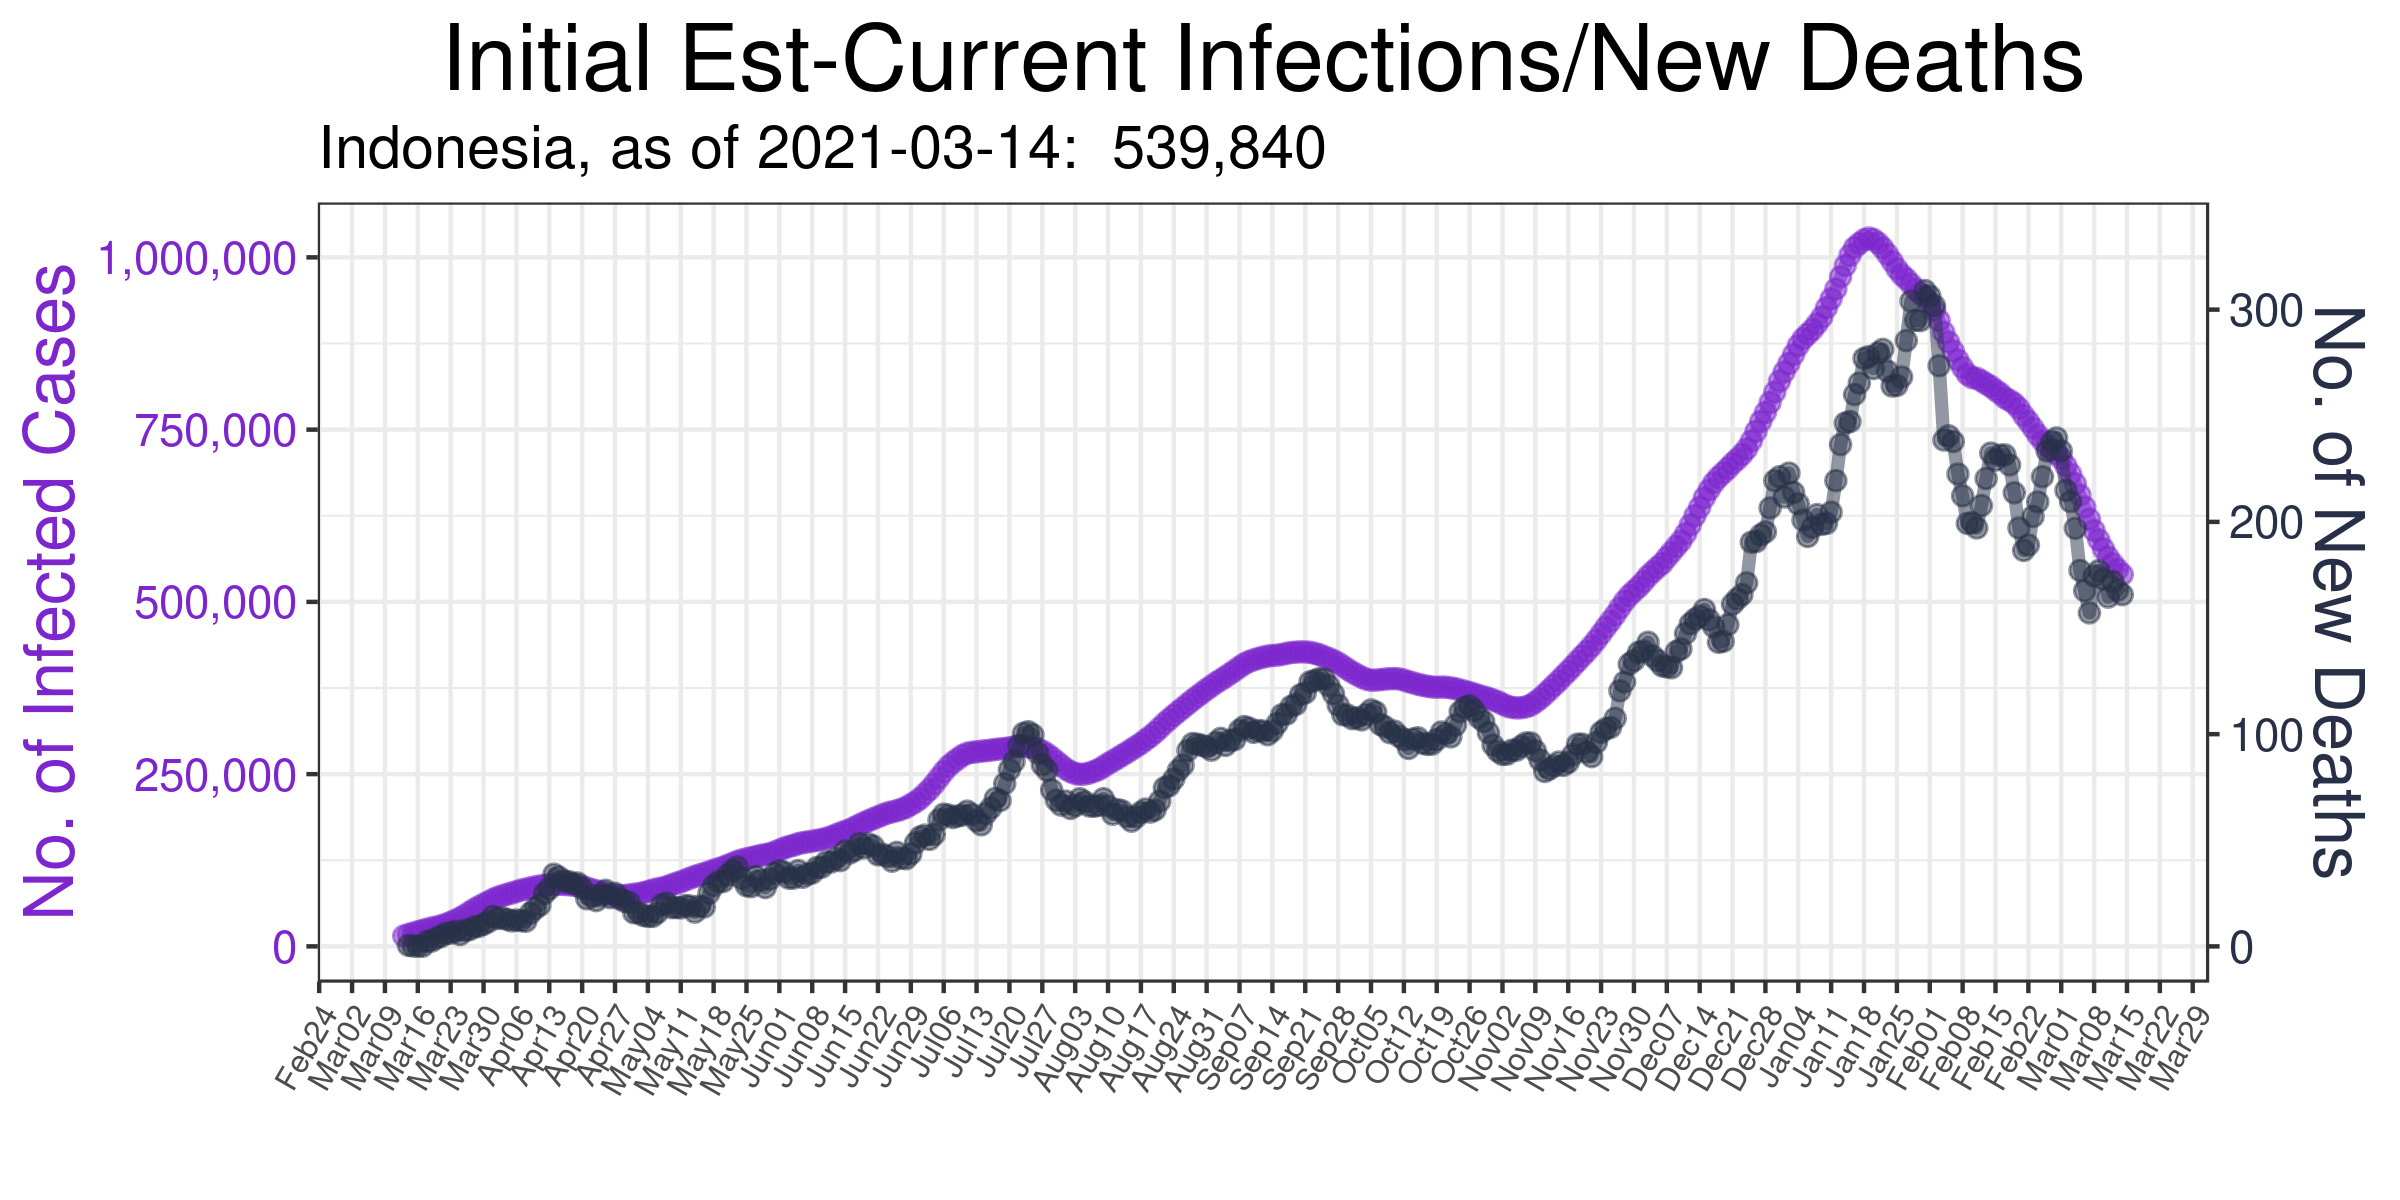 Initial Est-Current Infections/New Deaths
Indonesia, as of 2021-03-14:  539,840
No. of Infected Cases
1,000,000
750,000
500,000
250,000
0
300
200
100
0
No. of New Deaths
Feb24
Mar02
Mar09
Mar16
Mar23
Mar30
Apr06
Apr13
Apr20
Apr27
May04
May11
May18
May25
Jun01
Jun08
Jun15
Jun22
Jun29
Jul06
Jul13
Jul20
Jul27
Aug03
Aug10
Aug17
Aug24
Aug31
Sep07
Sep14
Sep21
Sep28
Oct05
Oct12
Oct19
Oct26
Nov02
Nov09
Nov16
Nov23
Nov30
Dec07
Dec14
Dec21
Dec28
Jan04
Jan11
Jan18
Jan25
Feb01
Feb08
Feb15
Feb22
Mar01
Mar08
Mar15
Mar22
Mar29